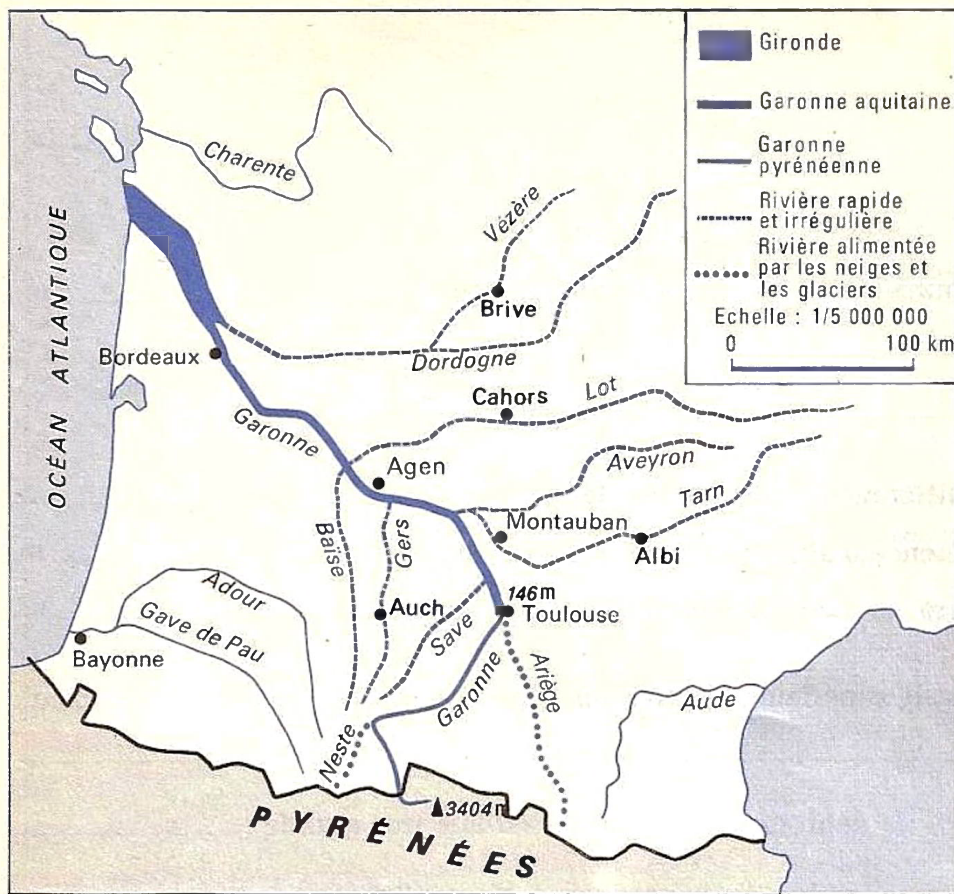 Gironde
Garonne aquitaine
Garonne
pyrénéenne
Rivière rapide
et irrégulière
Rivière alimentée
par les neiges et
les glaciers
Echelle : 1/5 000 000
0 100 km
OCÉAN ATLANTIQUE
Charente
Vézère
Brive
Bordeaux
Dordogne
Cahors
Lot
Garonne
Agen
Aveyron
Tarn
Montauban
Albi
Baïse
Gers
146 m
Toulouse
Auch
Save
Adour
Gave de Pau
Bayonne
Garonne
Ariège
Aude
Neste
3404 m
PYRÉNÉES